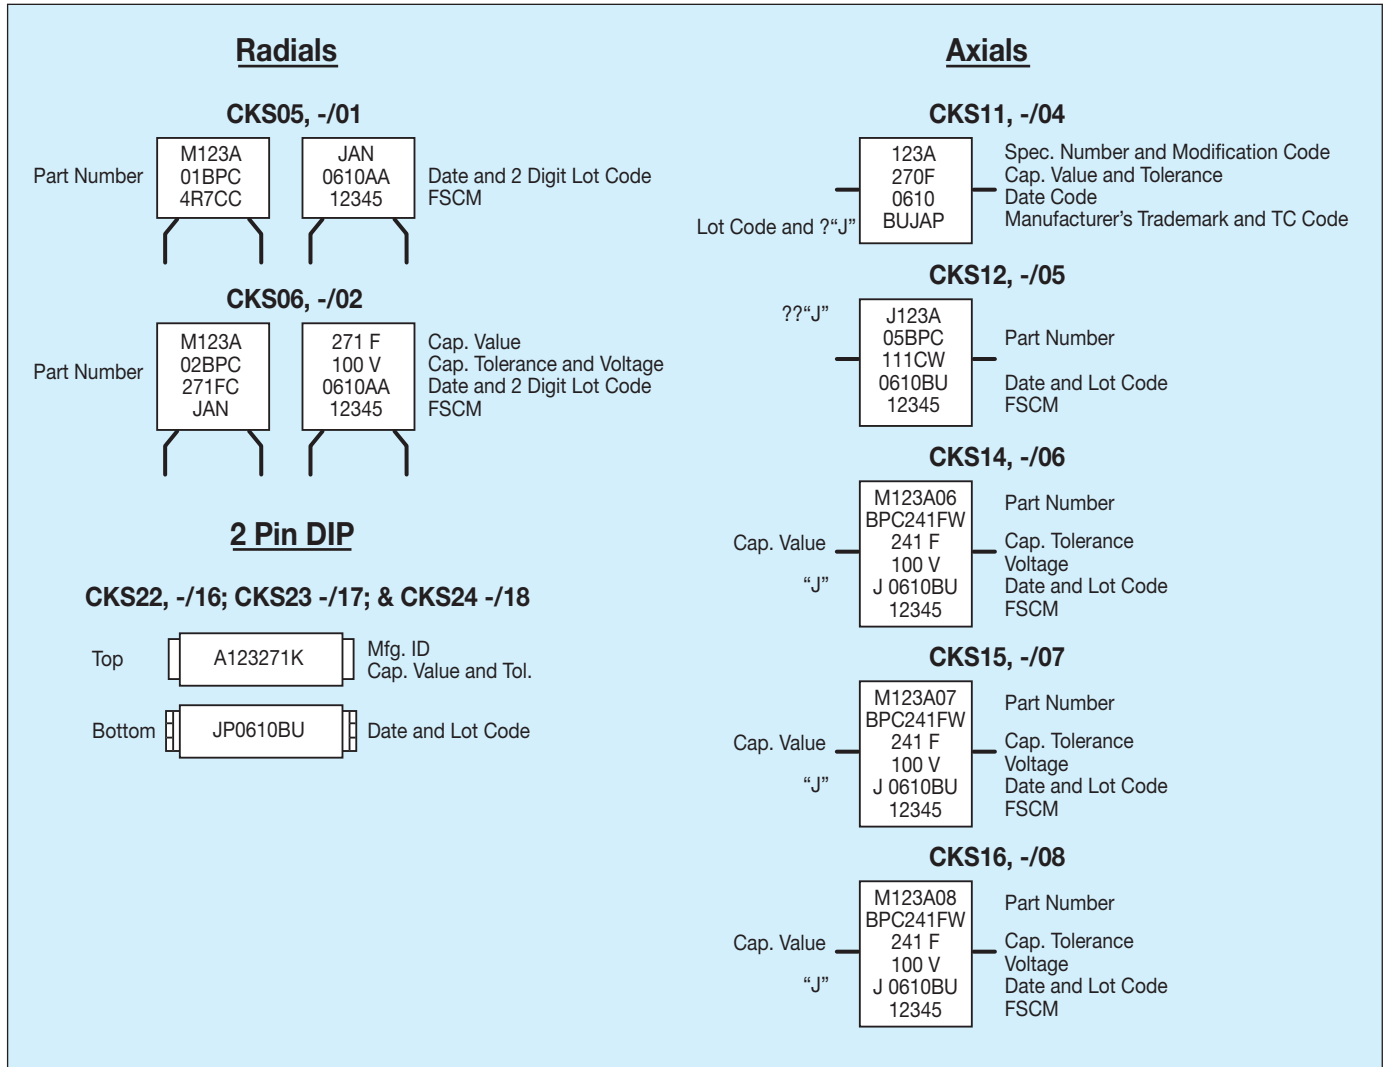 Radials
CKS05, -/01
Part Number
M123A
01BPC
4R7CC
JAN
0610AA
12345
Date and 2 Digit Lot Code
FSCM
CKS06, -/02
Part Number
M123A
02BPC
271FC
JAN
271 F
100 V
0610AA
12345
Cap. Value
Cap. Tolerance and Voltage
Date and 2 Digit Lot Code
FSCM
2 Pin DIP
CKS22, -/16; CKS23 -/17; & CKS24 -/18
Top
A123271K
Mfg. ID
Cap. Value and Tol.
Bottom
JP0610BU
Date and Lot Code
Axials
CKS11, -/04
Lot Code and ?“J”
123A
270F
0610
BUJAP
Spec. Number and Modification Code
Cap. Value and Tolerance
Date Code
Manufacturer’s Trademark and TC Code
CKS12, -/05
??“J”
J123A
05BPC
111CW
0610BU
12345
Part Number
Date and Lot Code
FSCM
CKS14, -/06
Cap. Value
“J”
M123A06
BPC241FW
241 F
100 V
J 0610BU
12345
Part Number
Cap. Tolerance
Voltage
Date and Lot Code
FSCM
CKS15, -/07
Cap. Value
“J”
M123A07
BPC241FW
241 F
100 V
J 0610BU
12345
Part Number
Cap. Tolerance
Voltage
Date and Lot Code
FSCM
CKS16, -/08
Cap. Value
“J”
M123A08
BPC241FW
241 F
100 V
J 0610BU
12345
Part Number
Cap. Tolerance
Voltage
Date and Lot Code
FSCM